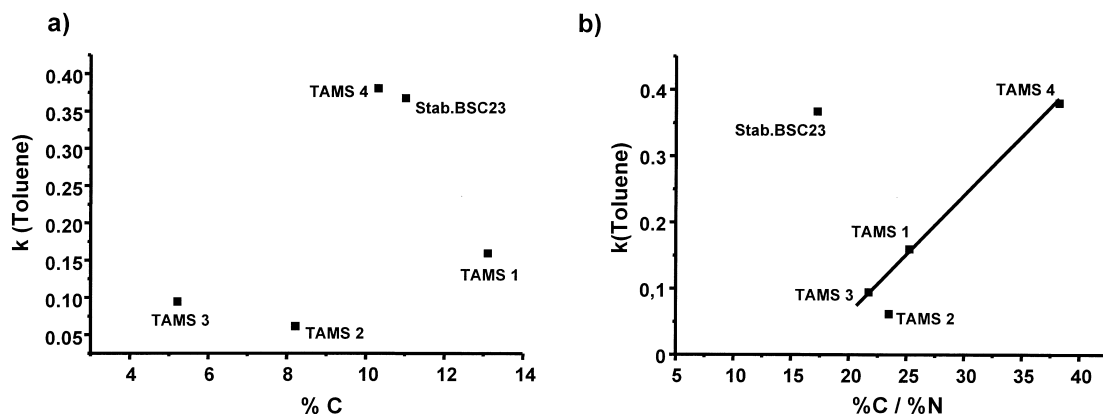 a)
k (Toluene)
0.40
0.35
0.30
0.25
0.20
0.15
0.10
0.05
TAMS 4
Stab.BSC23
TAMS 1
TAMS 3
TAMS 2
4 6 8 10 12 14
% C
b)
k(Toluene)
0.4
0.3
0.2
0,1
0
TAMS 4
Stab.BSC23
TAMS 1
TAMS 3
TAMS 2
5 10 15 20 25 30 35 40
%C / %N